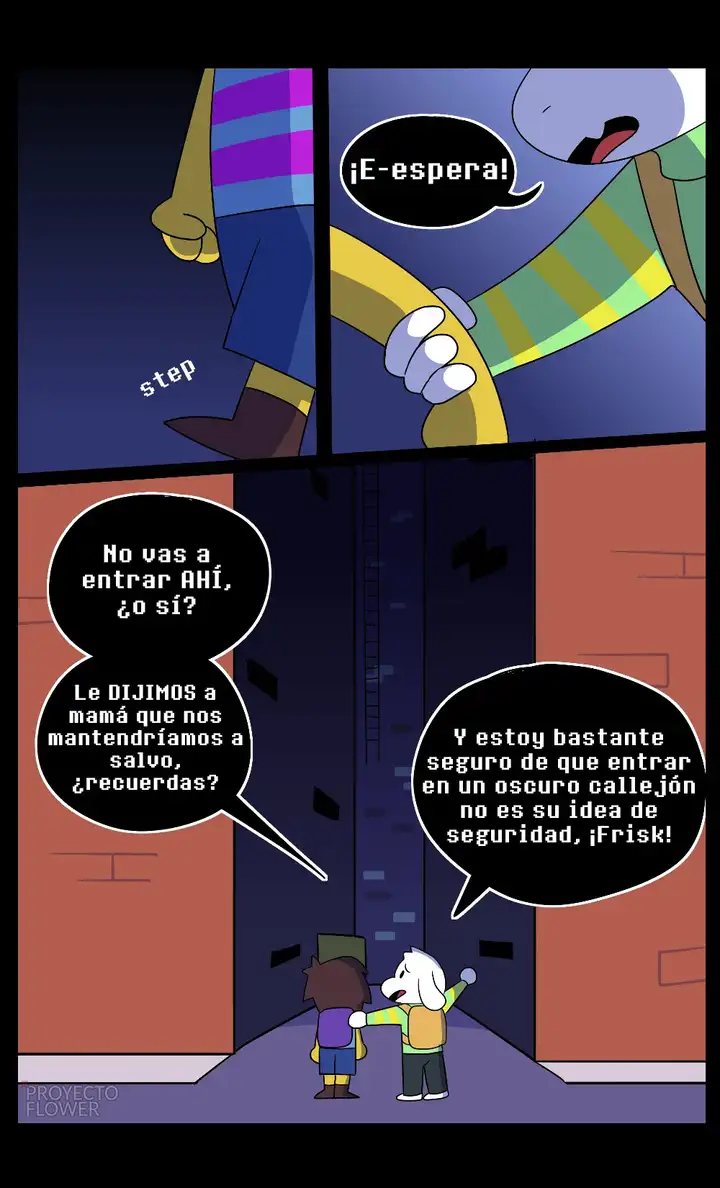 step
¡E-espera!
No vas a
entrar AHÍ,
¿o sí?
Le DIJIMOS a
mamá que nos
mantendríamos a
salvo,
¿recuerdas?
Y estoy bastante
seguro de que entrar
en un oscuro callejón
no es su idea de
seguridad, ¡Frisk!
PROYECTO
FLOWER